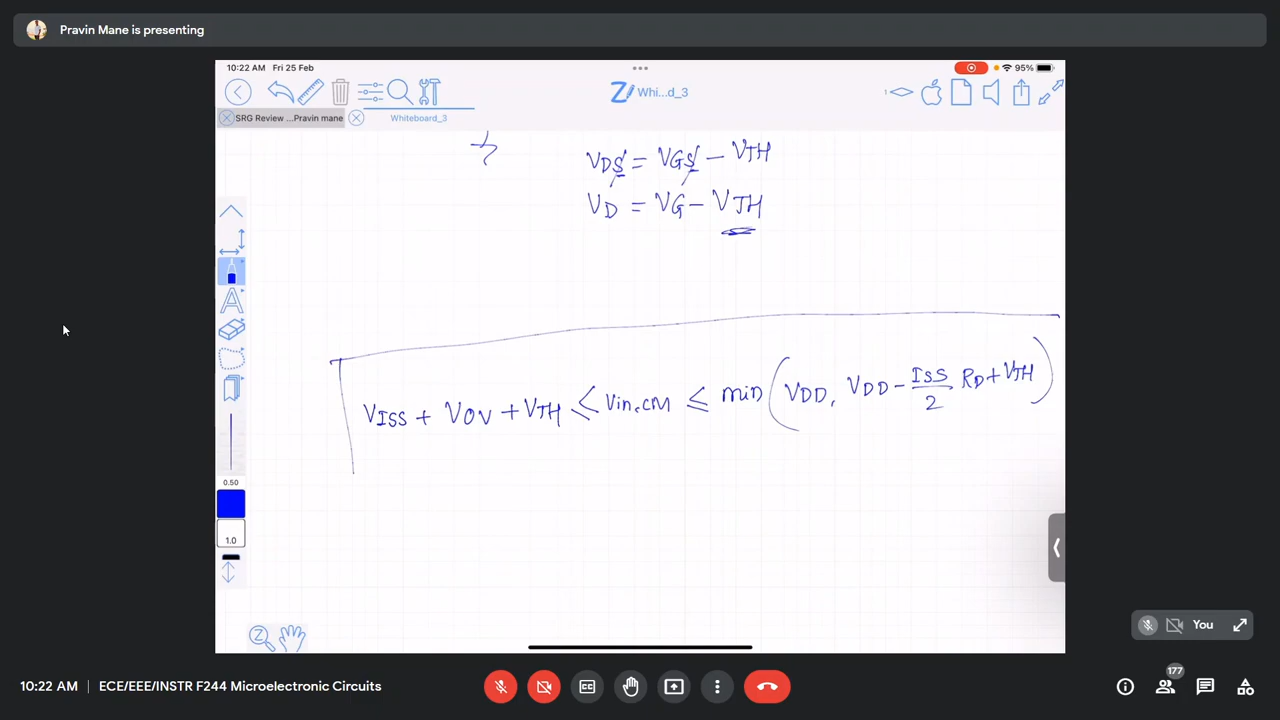 Pravin Mane is presenting
10:22 AM Fri 25 Feb
95%
Whi...d_3
1
SRG Review ...Pravin mane
Whiteboard_3
VDS = VGS - VTH
VD = VG - VTH
VISS + VOV + VTH ≤ Vin,CM ≤ min (VDD, VDD - ISS/2 RD + VTH)
A
0.50
1.0
Z
You
177
10:22 AM | ECE/EEE/INSTR F244 Microelectronic Circuits